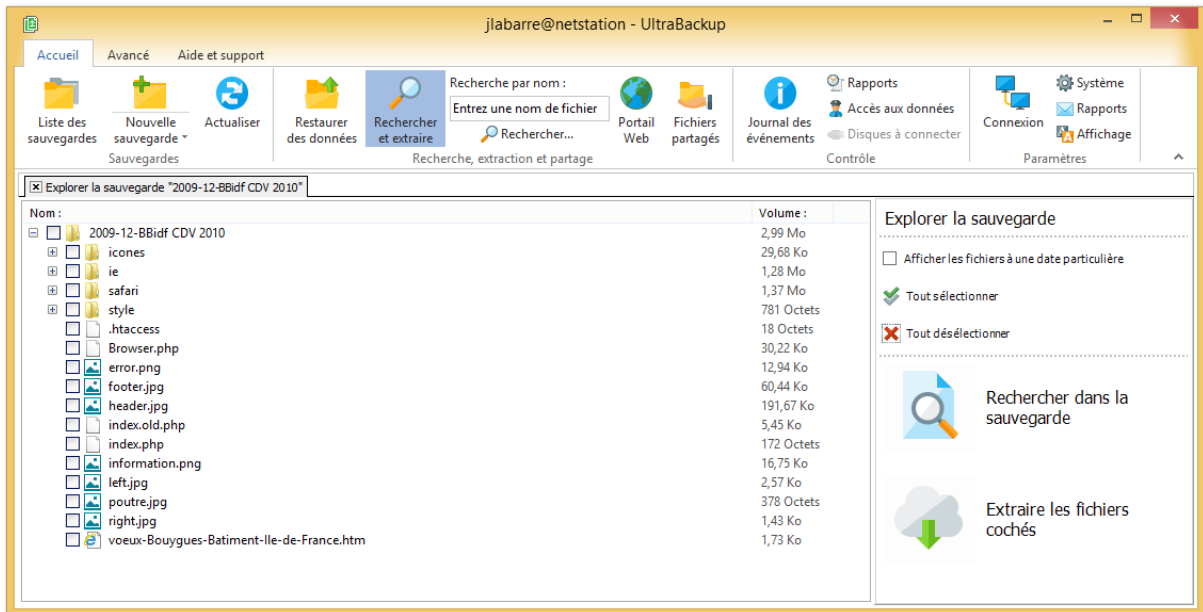 jlabarre@netstation - UltraBackup
Accueil Avancé Aide et support
Liste des sauvegardes
Nouvelle sauvegarde
Actualiser
Sauvegardes
Restaurer des données
Rechercher et extraire
Recherche par nom :
Entrez une nom de fichier
Rechercher...
Portail Web
Fichiers partagés
Recherche, extraction et partage
Journal des événements
Rapports
Accès aux données
Disques à connecter
Contrôle
Connexion
Système
Rapports
Affichage
Paramètres
Explorer la sauvegarde "2009-12-BBidf CDV 2010"
Nom : Volume :
2009-12-BBidf CDV 2010 2,99 Mo
icones 29,68 Ko
ie 1,28 Mo
safari 1,37 Mo
style 781 Octets
.htaccess 18 Octets
Browser.php 30,22 Ko
error.png 12,94 Ko
footer.jpg 60,44 Ko
header.jpg 191,67 Ko
index.old.php 5,45 Ko
index.php 172 Octets
information.png 16,75 Ko
left.jpg 2,57 Ko
poutre.jpg 378 Octets
right.jpg 1,43 Ko
voeux-Bouygues-Batiment-Ile-de-France.htm 1,73 Ko
Explorer la sauvegarde
Afficher les fichiers à une date particulière
Tout sélectionner
Tout désélectionner
Rechercher dans la sauvegarde
Extraire les fichiers cochés